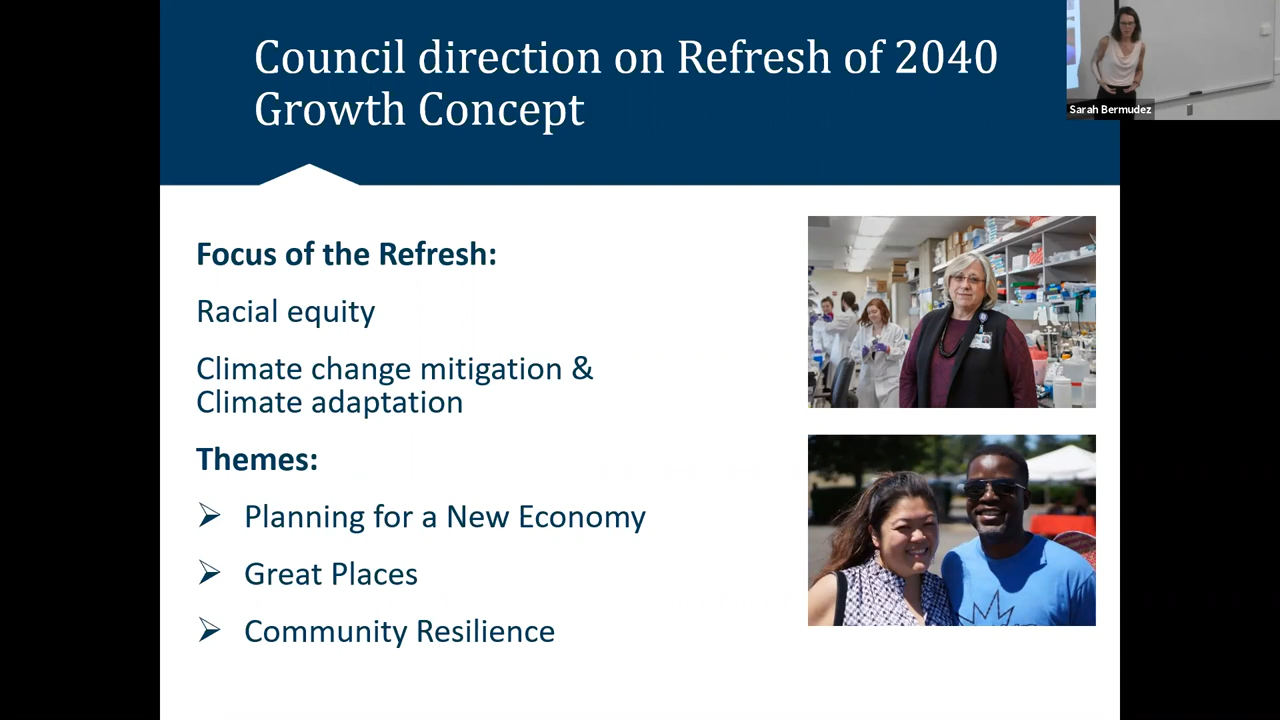 Council direction on Refresh of 2040
Growth Concept
Sarah Bermudez
Focus of the Refresh:
Racial equity
Climate change mitigation &
Climate adaptation
Themes:
Planning for a New Economy
Great Places
Community Resilience